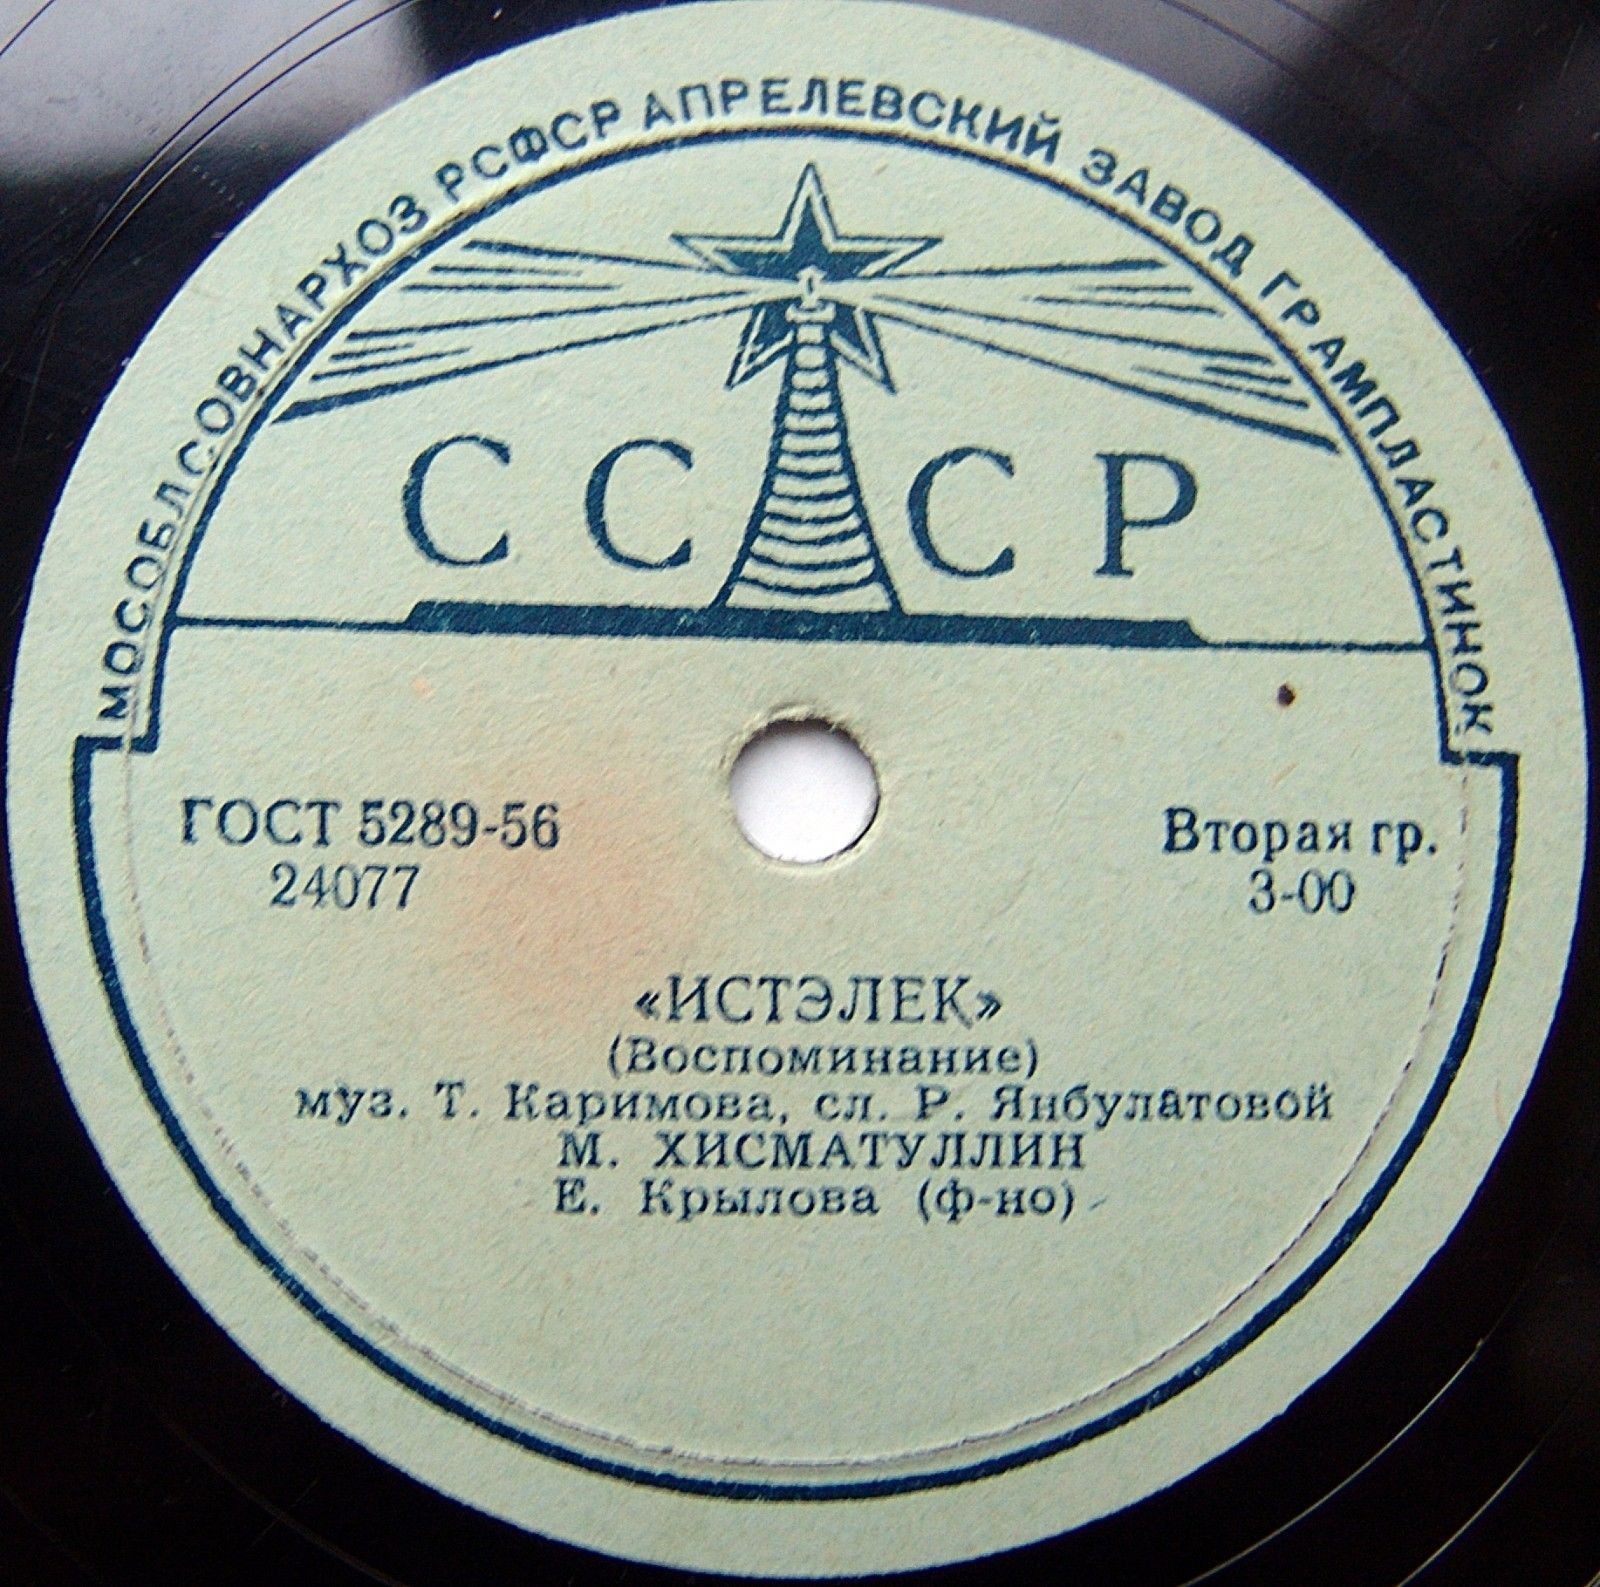 МОСОБЛСОВНАРХОЗ РСФСР АПРЕЛЕВСКИЙ ЗАВОД ГРАМПЛАСТИНОК
СССР
ГОСТ 5289-56
24077
Вторая гр.
3-00
«ИСТЭЛЕК»
(Воспоминание)
муз. Т. Каримова, сл. Р. Янбулатовой
М. ХИСМАТУЛЛИН
Е. Крылова (ф-но)